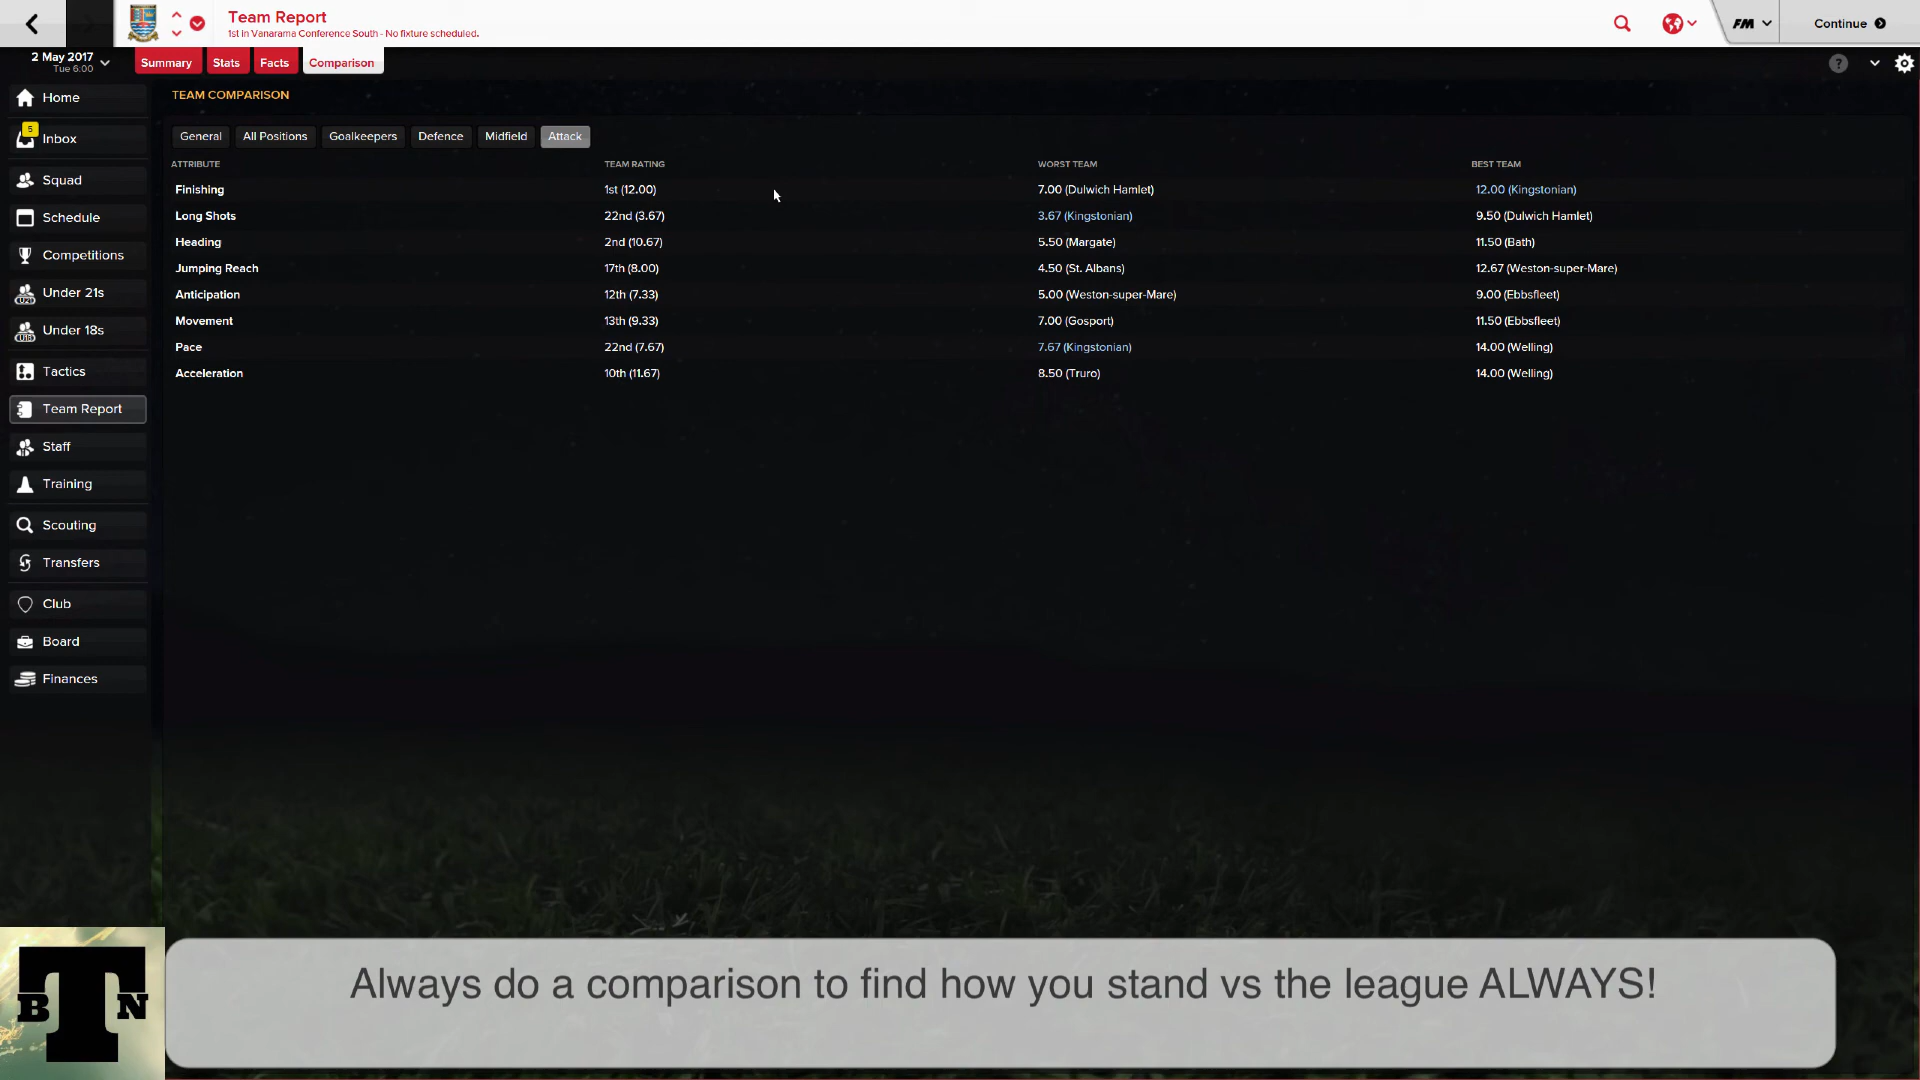 Team Report
1st in Vanarama Conference South - No fixture scheduled.
FM
Continue
2 May 2017
Tue 6:00
Summary
Stats
Facts
Comparison
?
TEAM COMPARISON
General
All Positions
Goalkeepers
Defence
Midfield
Attack
ATTRIBUTE TEAM RATING WORST TEAM BEST TEAM
Finishing 1st (12.00) 7.00 (Dulwich Hamlet) 12.00 (Kingstonian)
Long Shots 22nd (3.67) 3.67 (Kingstonian) 9.50 (Dulwich Hamlet)
Heading 2nd (10.67) 5.50 (Margate) 11.50 (Bath)
Jumping Reach 17th (8.00) 4.50 (St. Albans) 12.67 (Weston-super-Mare)
Anticipation 12th (7.33) 5.00 (Weston-super-Mare) 9.00 (Ebbsfleet)
Movement 13th (9.33) 7.00 (Gosport) 11.50 (Ebbsfleet)
Pace 22nd (7.67) 7.67 (Kingstonian) 14.00 (Welling)
Acceleration 10th (11.67) 8.50 (Truro) 14.00 (Welling)
Home
5
Inbox
Squad
Schedule
Competitions
U21
Under 21s
U18
Under 18s
Tactics
Team Report
Staff
Training
Scouting
Transfers
Club
Board
Finances
BTN
Always do a comparison to find how you stand vs the league ALWAYS!